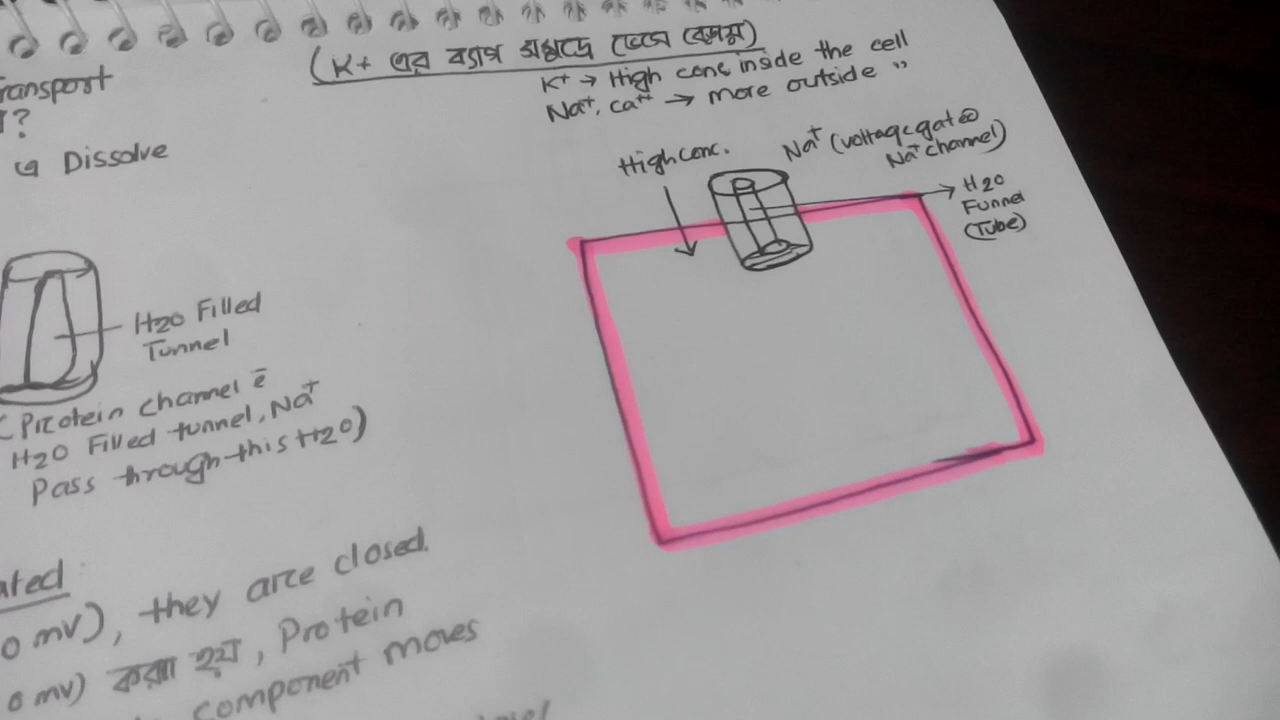 (K+ এর ব্যাগ সমুদ্রে ভেসে বেড়ায়)
K+ → High conc inside the cell
Na+, ca++ → more outside "
ransport
?
↳ Dissolve
High conc.
Na+ (voltage gated
Na+ channel)
H2O
Funnel
(Tube)
H2O Filled
Tunnel
(Protein channel ē
H2O Filled tunnel, Na+
Pass through this H2O)
ated
0 mv), they are closed.
0 mv) করা হয়, Protein
component moves